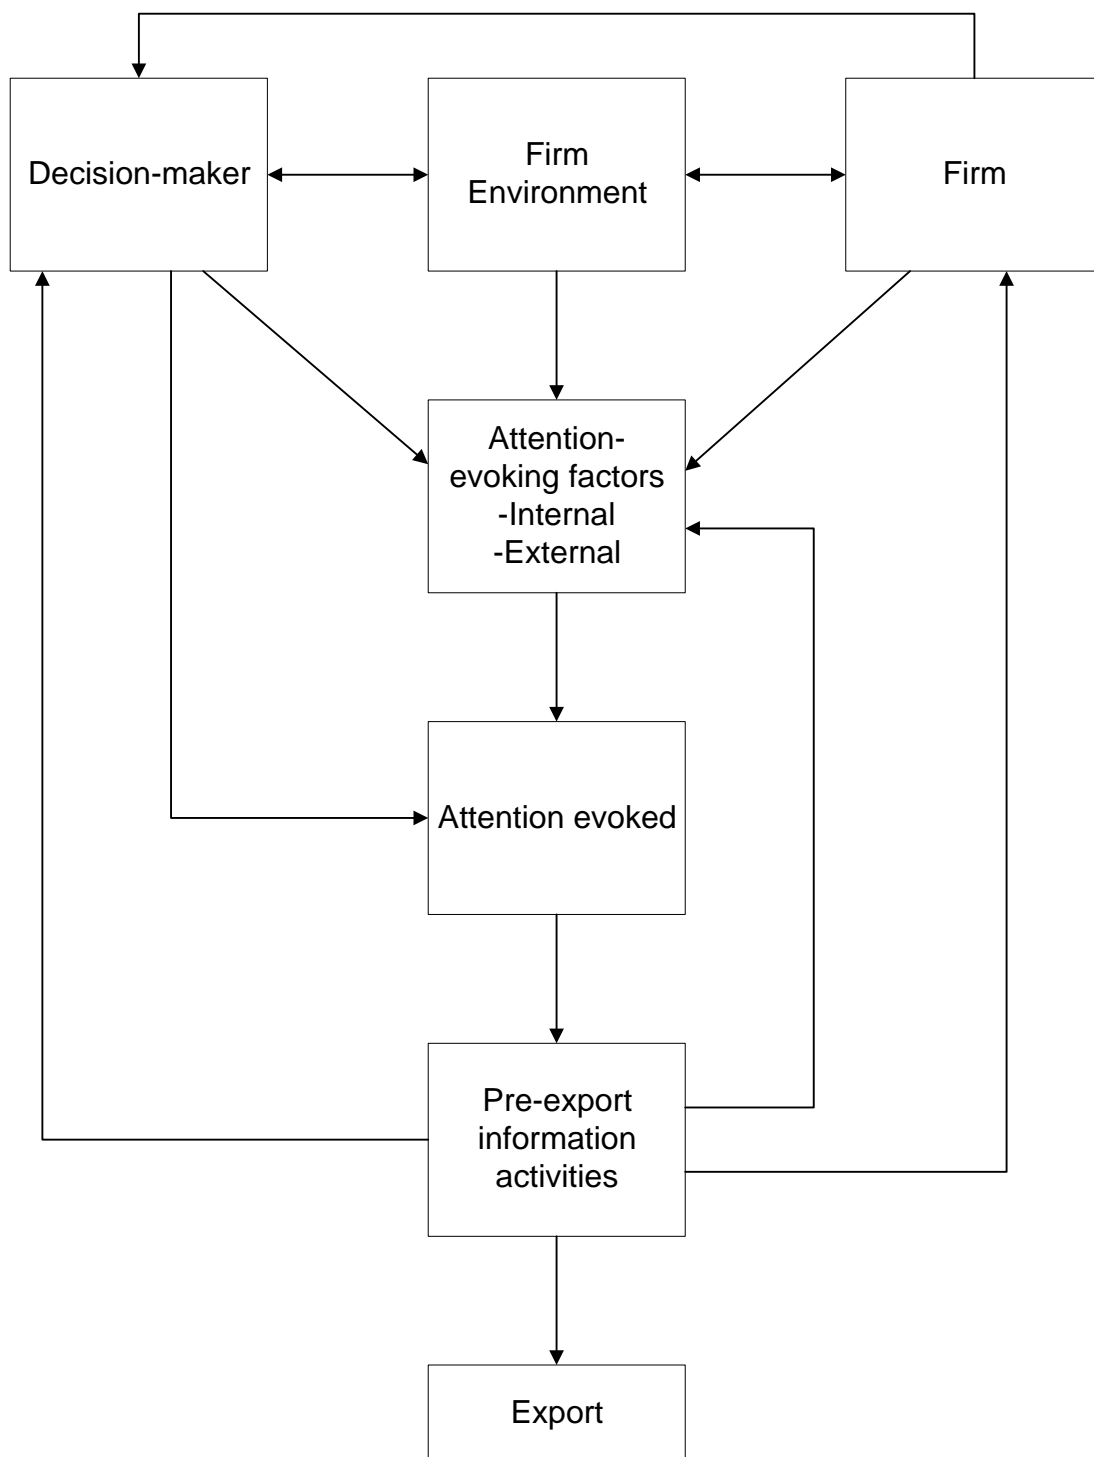 Decision-maker
Firm
Environment
Firm
Attention-
evoking factors
-Internal
-External
Attention evoked
Pre-export
information
activities
Export